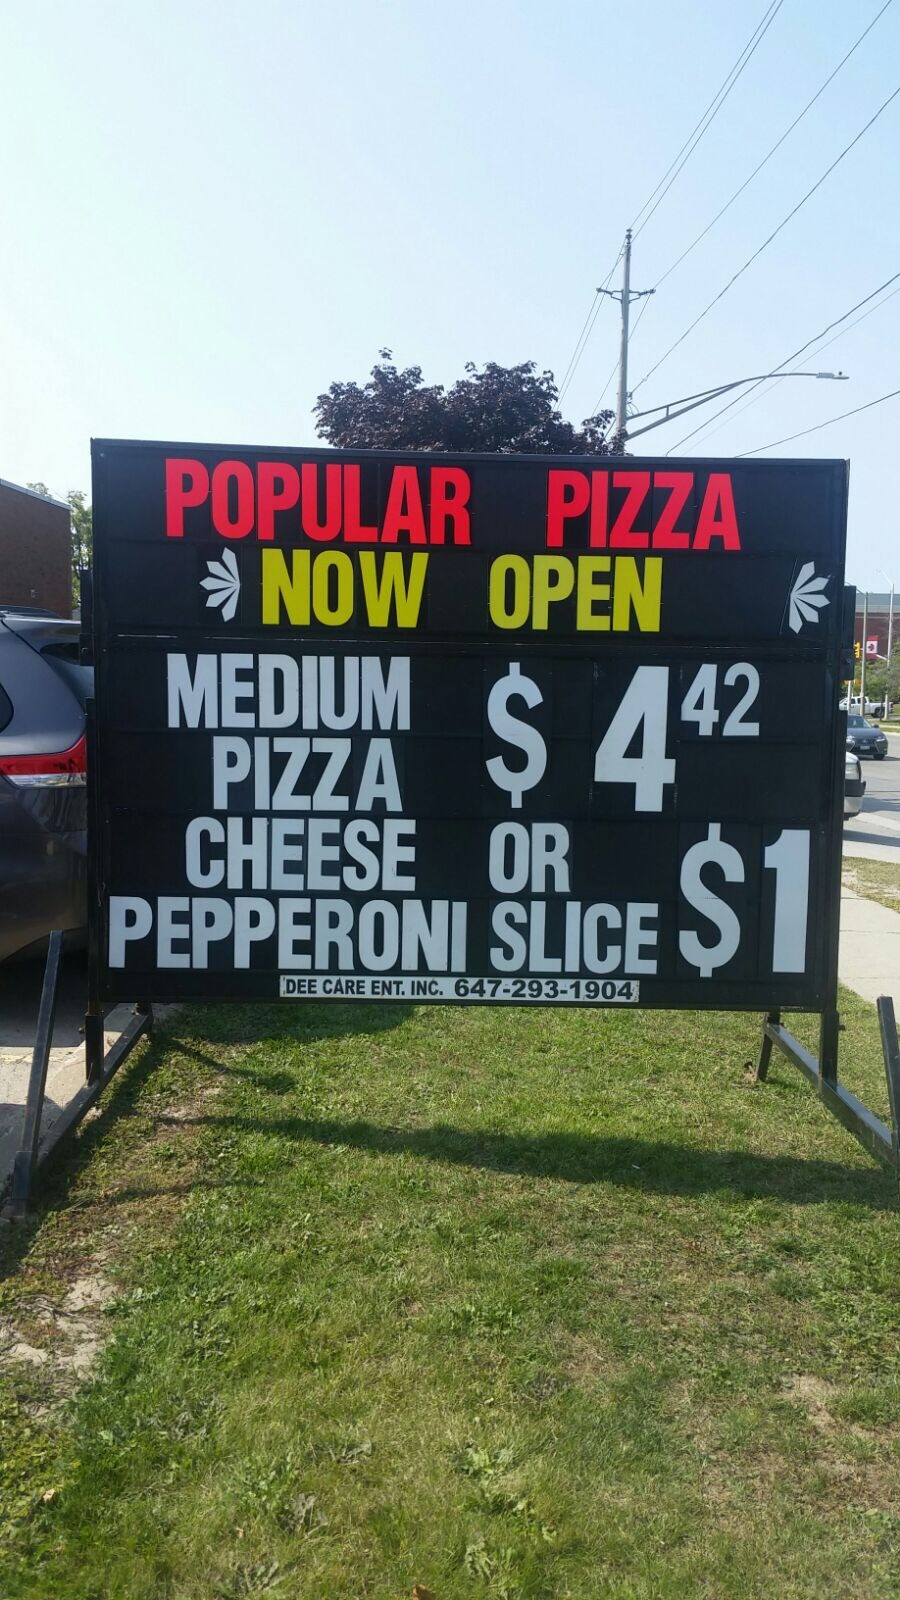 POPULAR PIZZA
NOW OPEN
MEDIUM PIZZA $4.42
CHEESE OR
PEPPERONI SLICE $1
DEE CARE ENT. INC. 647-293-1904